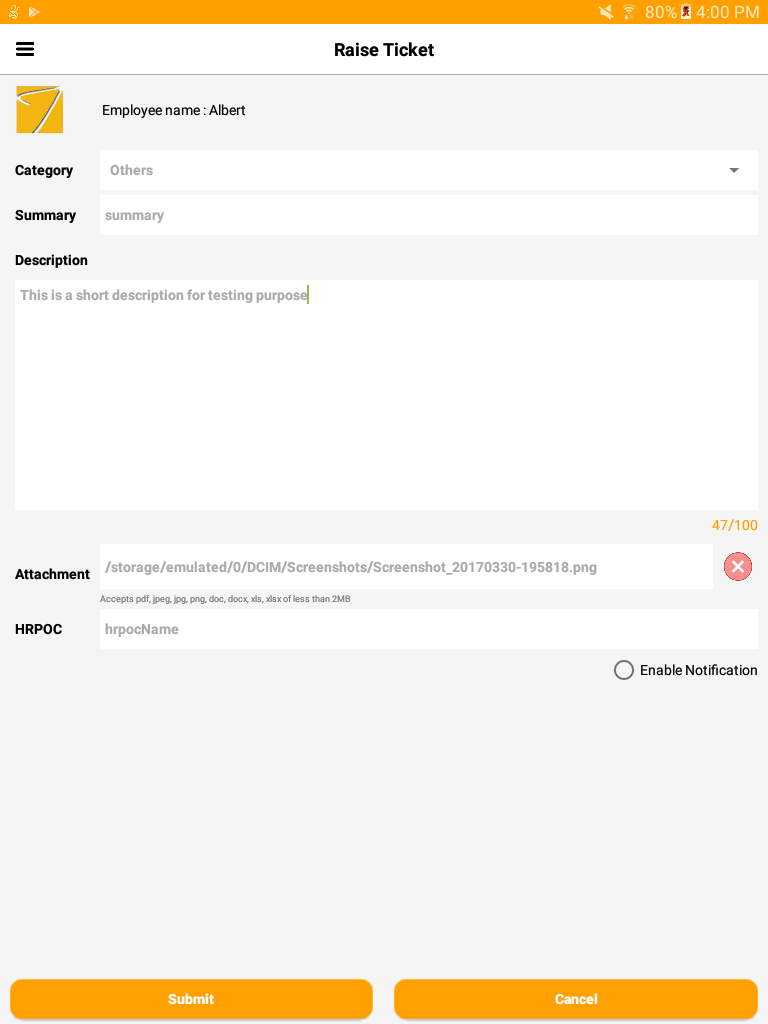 80% 4:00 PM
Raise Ticket
Employee name : Albert
Category Others
Summary summary
Description
This is a short description for testing purpose
47/100
Attachment /storage/emulated/0/DCIM/Screenshots/Screenshot_20170330-195818.png
Accepts pdf, jpeg, jpg, png, doc, docx, xls, xlsx of less than 2MB
HRPOC hrpocName
Enable Notification
Submit Cancel